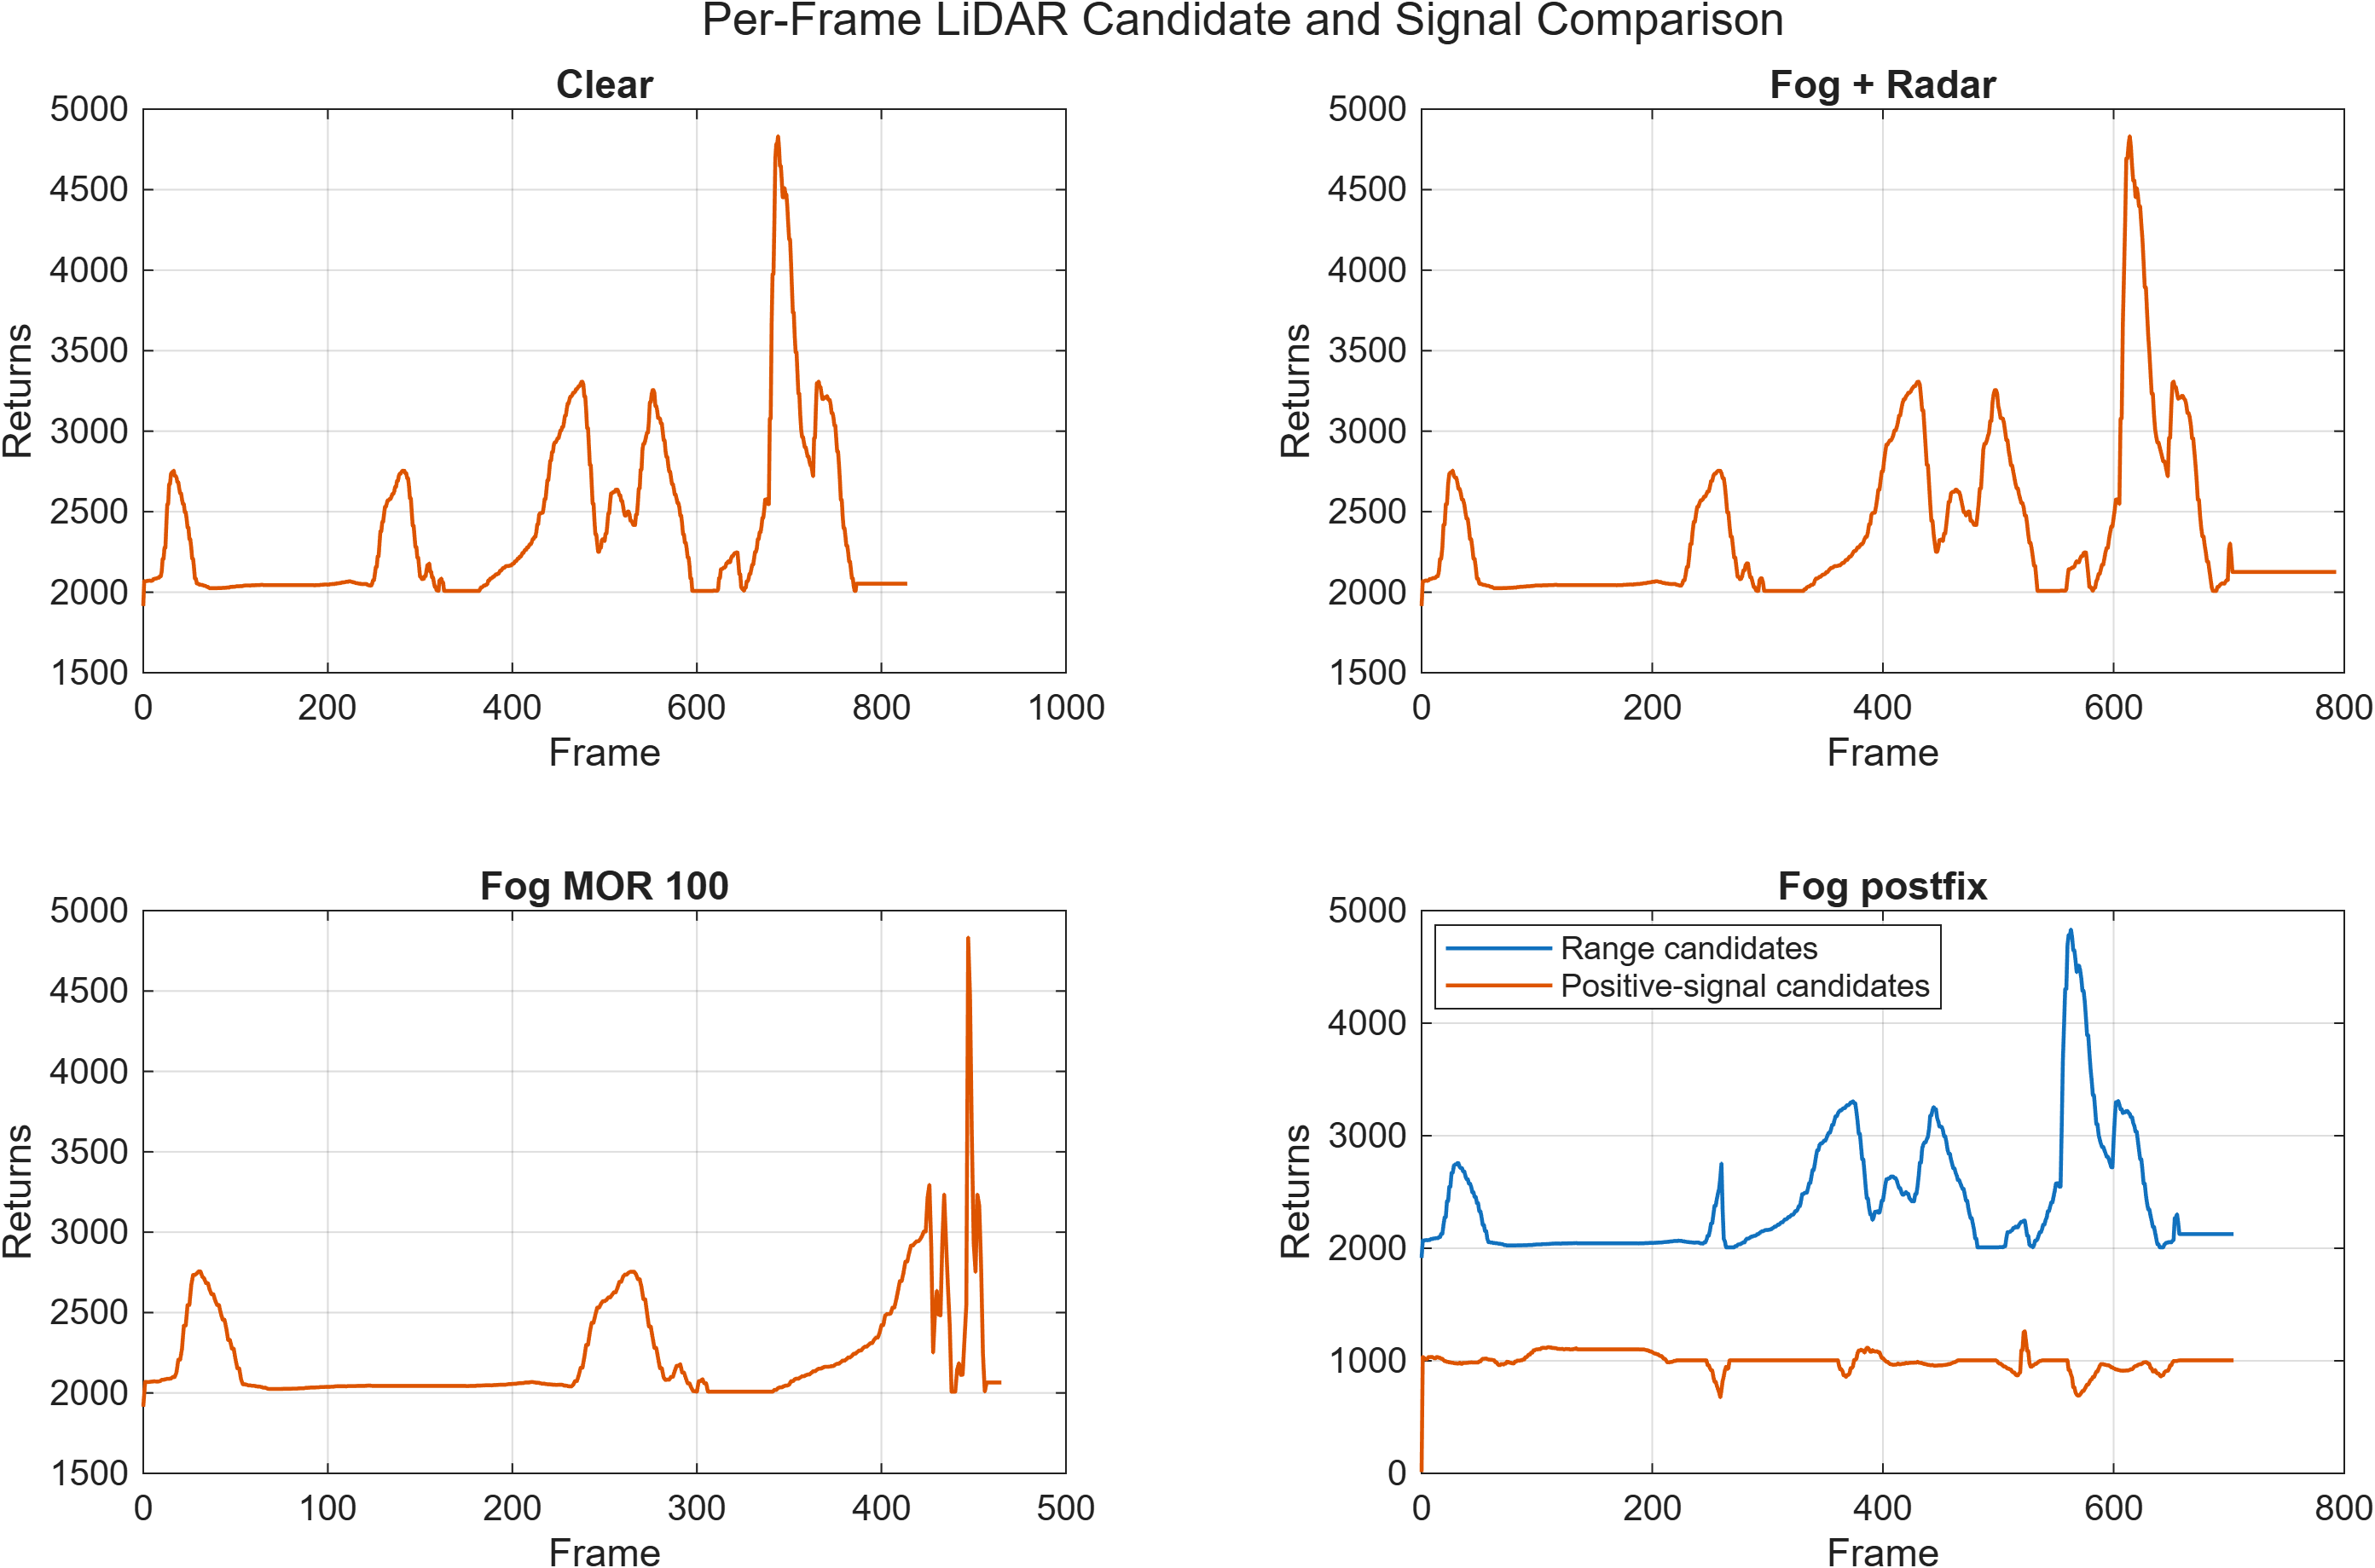 Per-Frame LiDAR Candidate and Signal Comparison
Clear
5000
4500
4000
3500
3000
2500
2000
1500
Returns
0 200 400 600 800 1000
Frame
Fog + Radar
5000
4500
4000
3500
3000
2500
2000
1500
Returns
0 200 400 600 800
Frame
Fog MOR 100
5000
4500
4000
3500
3000
2500
2000
1500
Returns
0 100 200 300 400 500
Frame
Fog postfix
Range candidates
Positive-signal candidates
5000
4000
3000
2000
1000
0
Returns
0 200 400 600 800
Frame